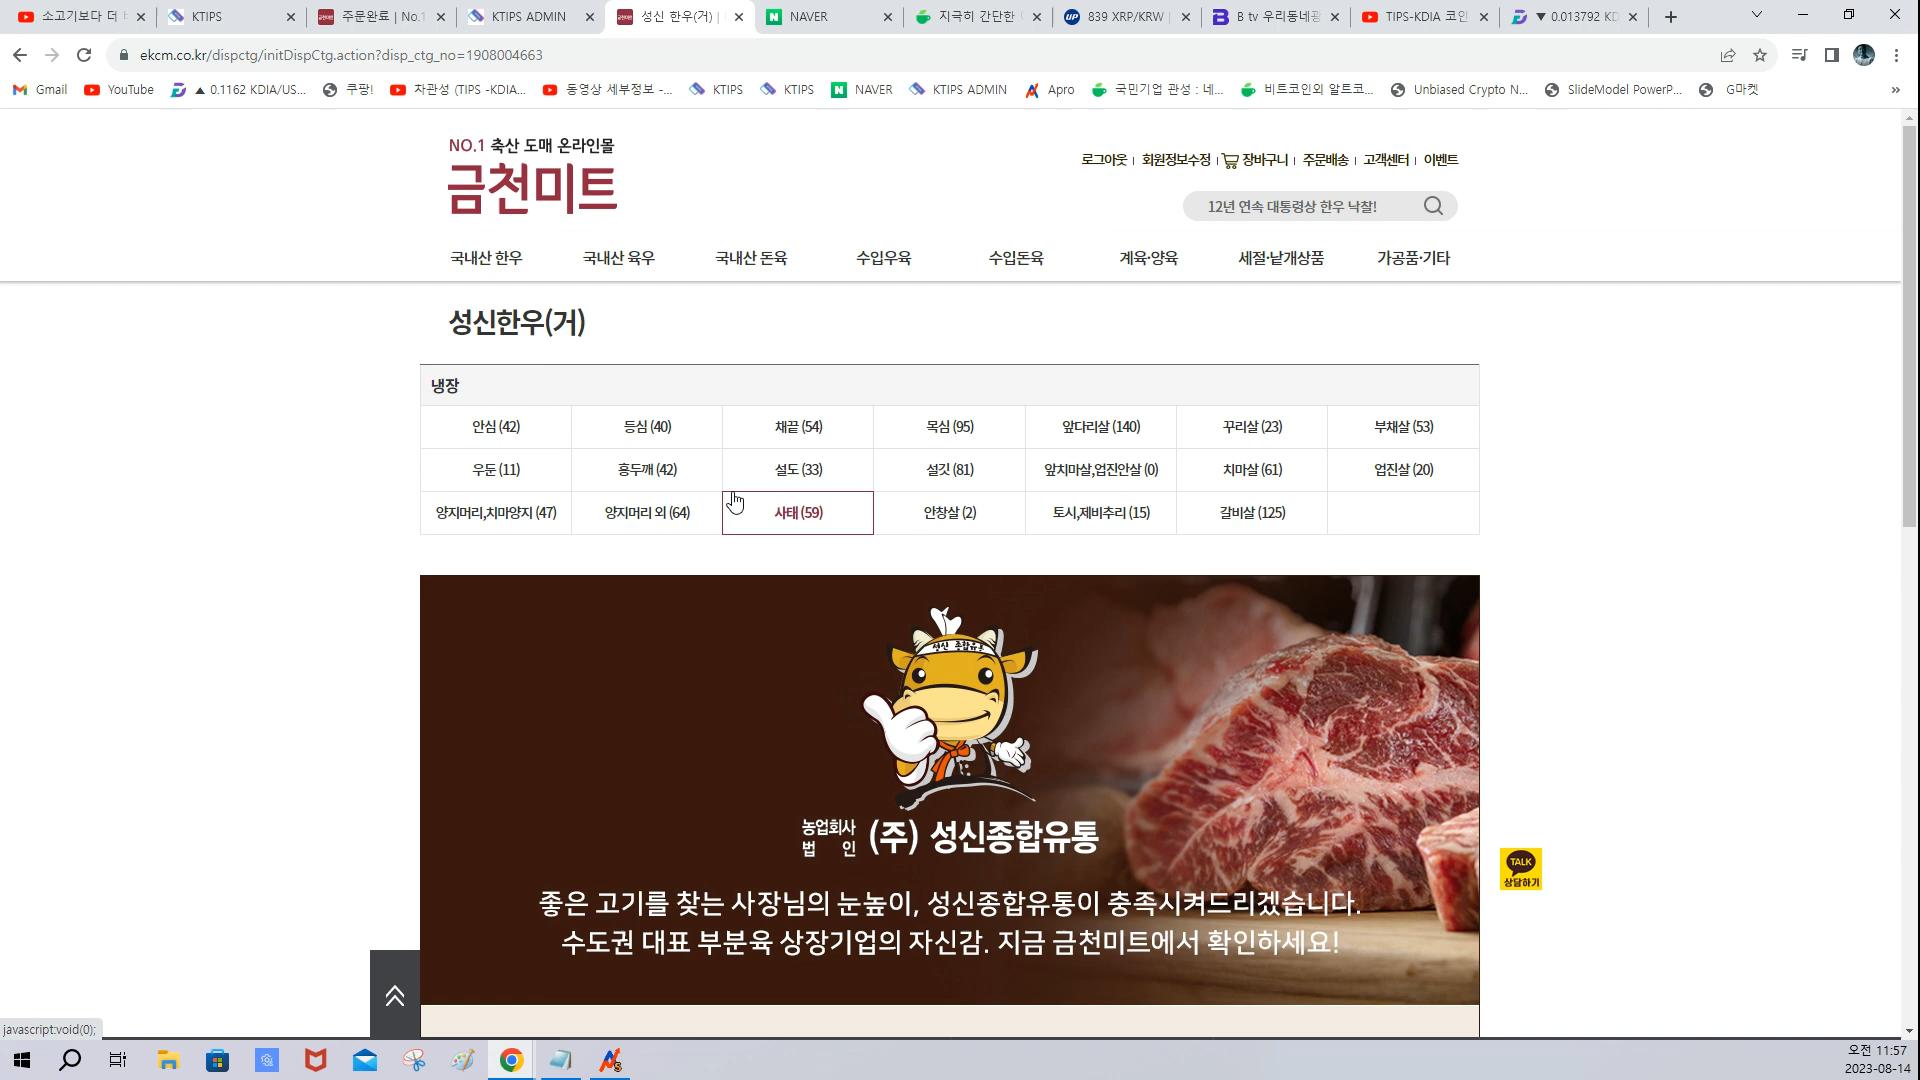 소고기보다 더
KTIPS
주문완료 | No.1
KTIPS ADMIN
성신 한우(거) |
NAVER
지극히 간단한
839 XRP/KRW
B tv 우리동네광
TIPS-KDIA 코인
▼ 0.013792 KD
ekcm.co.kr/dispctg/initDispCtg.action?disp_ctg_no=1908004663
Gmail
YouTube
▲ 0.1162 KDIA/US...
쿠팡!
차관성 (TIPS -KDIA...
동영상 세부정보 -...
KTIPS
KTIPS
NAVER
KTIPS ADMIN
Apro
국민기업 관성 : 네...
비트코인외 알트코...
Unbiased Crypto N...
SlideModel PowerP...
G마켓
NO.1 축산 도매 온라인몰
금천미트
로그아웃 회원정보수정 장바구니 주문배송 고객센터 이벤트
12년 연속 대통령상 한우 낙찰!
국내산 한우 국내산 육우 국내산 돈육 수입우육 수입돈육 계육·양육 세절·낱개상품 가공품·기타
성신한우(거)
냉장
안심 (42) 등심 (40) 채끝 (54) 목심 (95) 앞다리살 (140) 꾸리살 (23) 부채살 (53)
우둔 (11) 홍두깨 (42) 설도 (33) 설깃 (81) 앞치마살,업진안살 (0) 치마살 (61) 업진살 (20)
양지머리,치마양지 (47) 양지머리 외 (64) 사태 (59) 안창살 (2) 토시,제비추리 (15) 갈비살 (125)
성신 종합유통
농업회사
법 인
(주) 성신종합유통
좋은 고기를 찾는 사장님의 눈높이, 성신종합유통이 충족시켜드리겠습니다.
수도권 대표 부분육 상장기업의 자신감. 지금 금천미트에서 확인하세요!
TALK
상담하기
javascript:void(0);
오전 11:57
2023-08-14